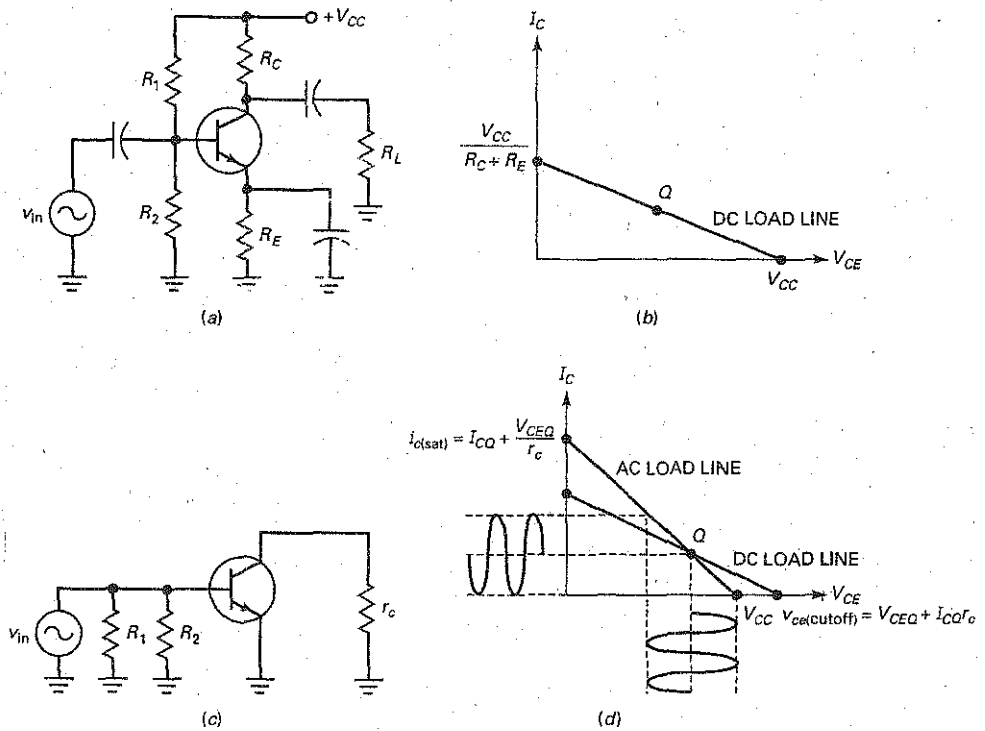 +V_CC
R_C
R_1
R_L
v_in
R_2
R_E
(a)
I_C
V_CC
R_C + R_E
Q
DC LOAD LINE
V_CE
V_CC
(b)
v_in
R_1
R_2
r_c
(c)
I_C
i_c(sat) = I_CQ + V_CEQ / r_c
AC LOAD LINE
Q
DC LOAD LINE
V_CE
V_CC v_ce(cutoff) = V_CEQ + I_CQ r_c
(d)